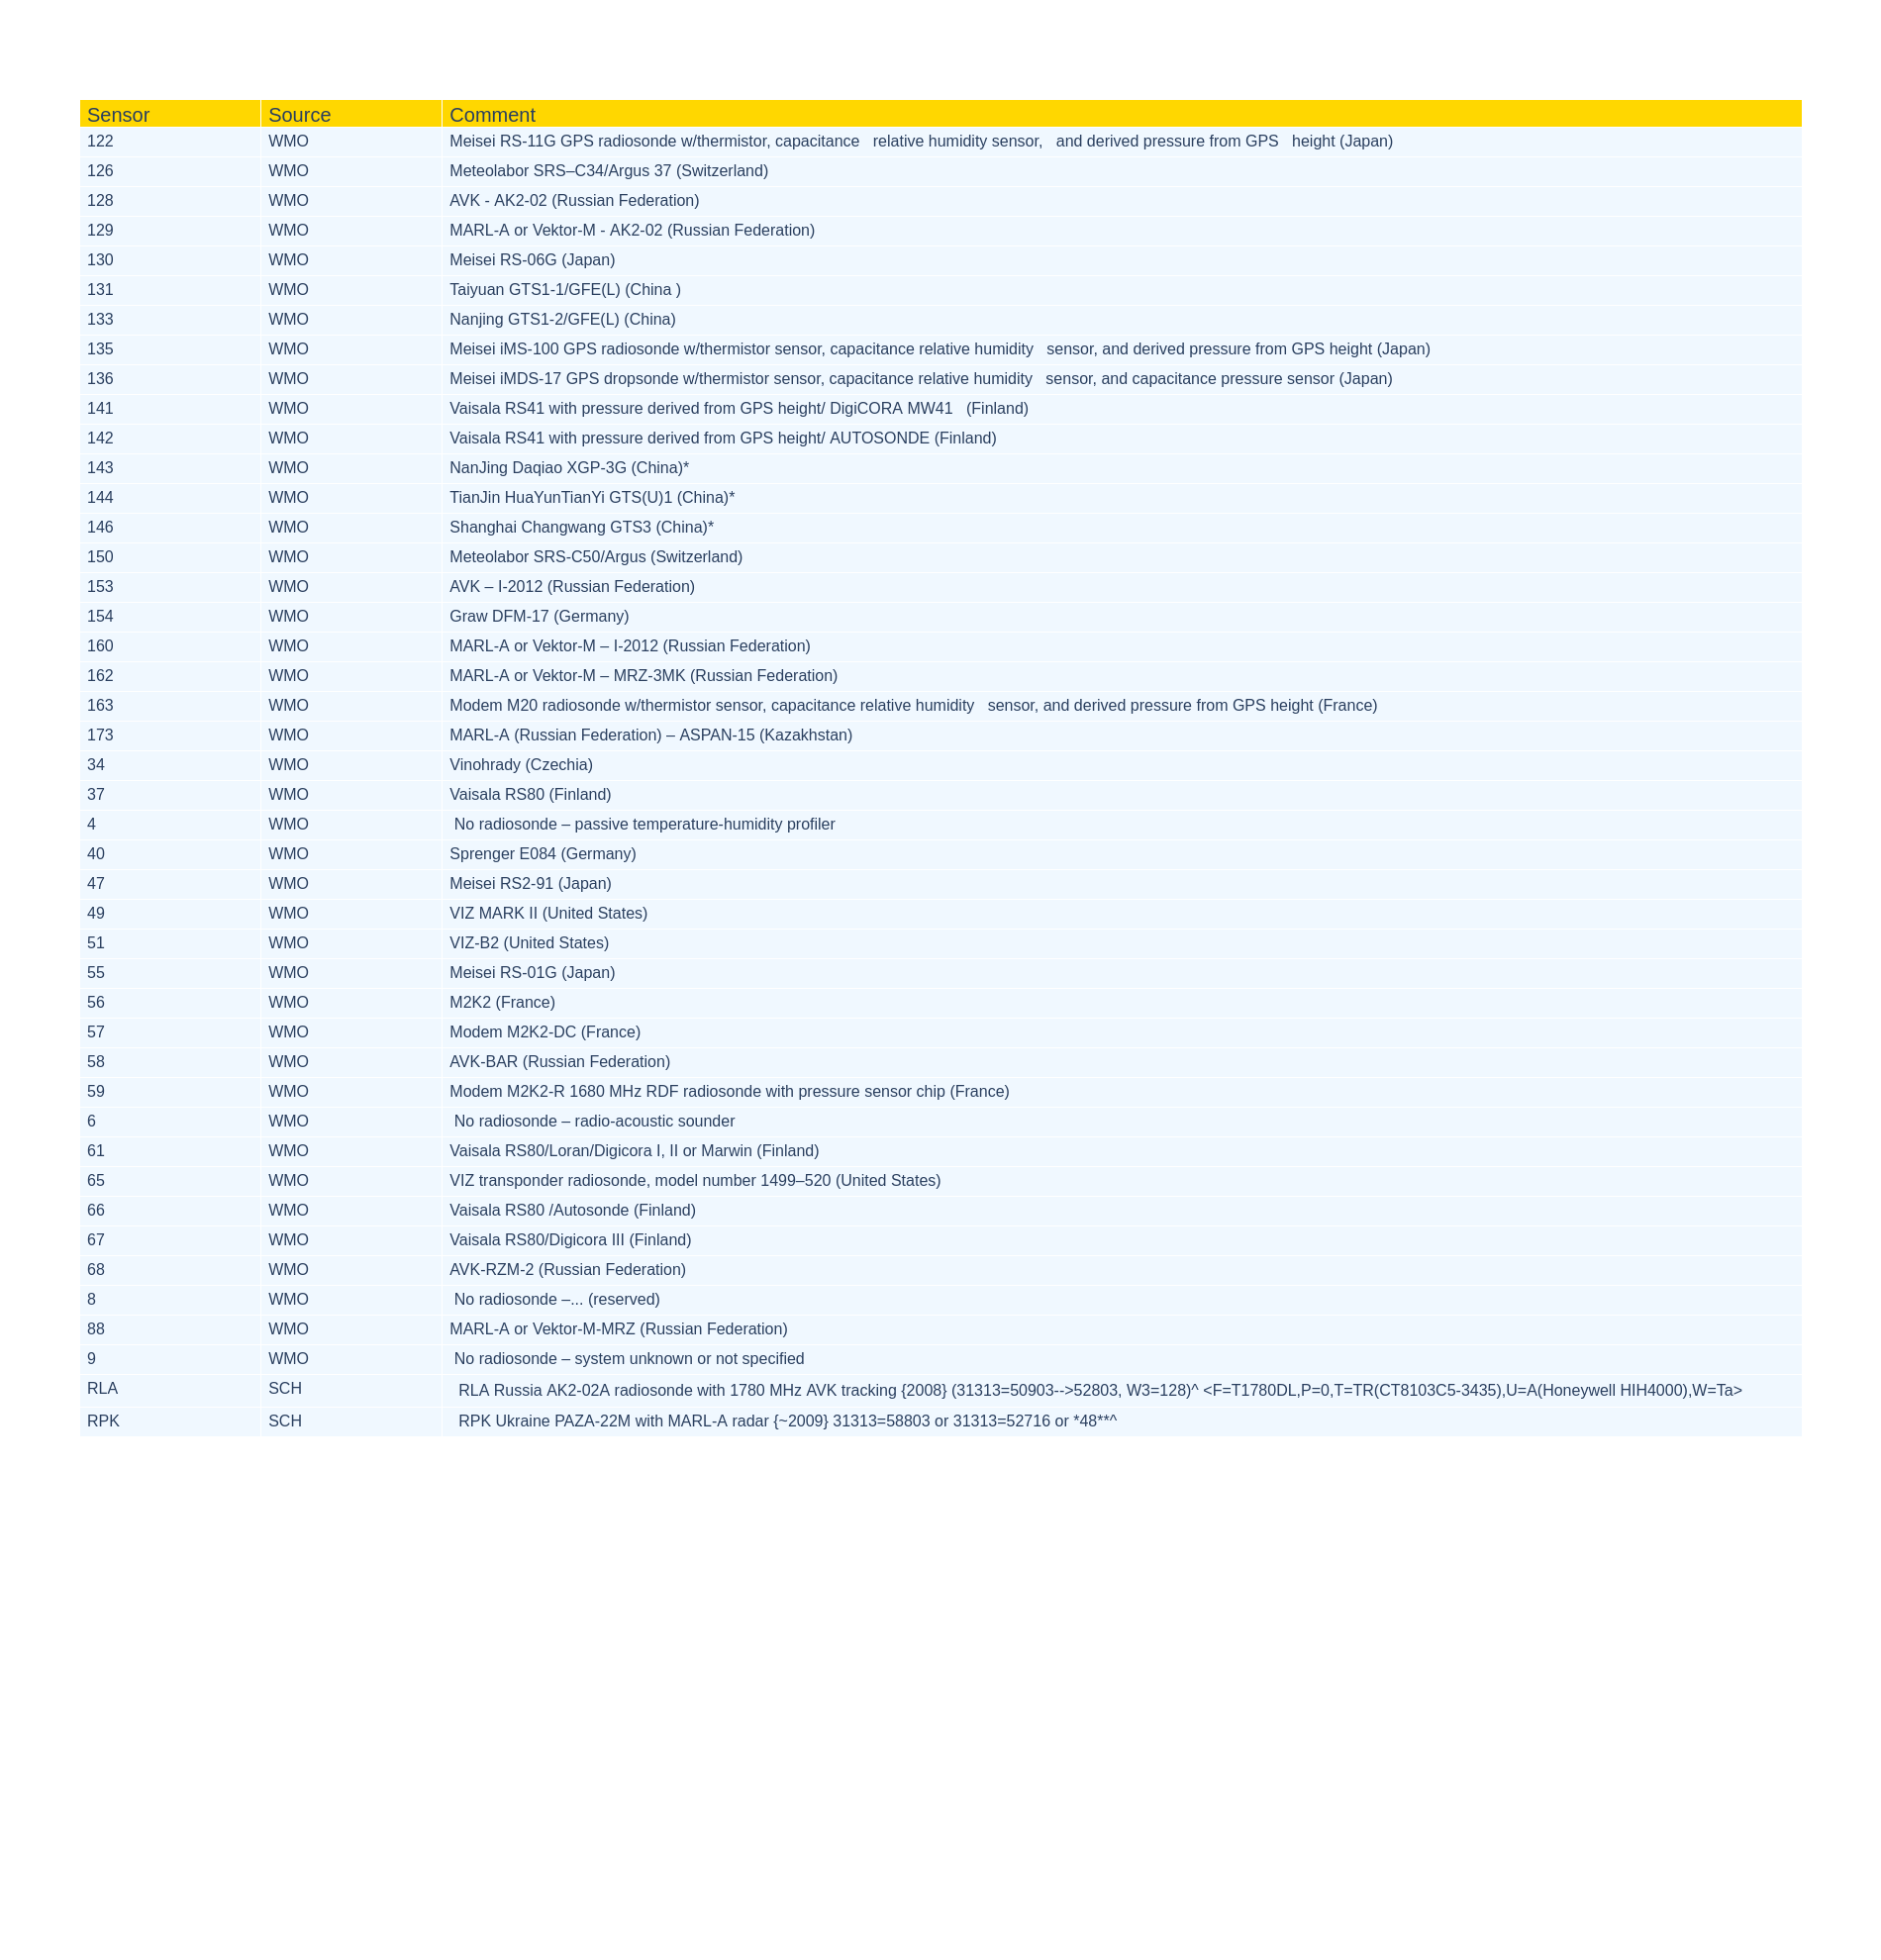 Sensor Source Comment
122 WMO Meisei RS-11G GPS radiosonde w/thermistor, capacitance   relative humidity sensor,   and derived pressure from GPS   height (Japan)
126 WMO Meteolabor SRS–C34/Argus 37 (Switzerland)
128 WMO AVK - AK2-02 (Russian Federation)
129 WMO MARL-A or Vektor-M - AK2-02 (Russian Federation)
130 WMO Meisei RS-06G (Japan)
131 WMO Taiyuan GTS1-1/GFE(L) (China )
133 WMO Nanjing GTS1-2/GFE(L) (China)
135 WMO Meisei iMS-100 GPS radiosonde w/thermistor sensor, capacitance relative humidity   sensor, and derived pressure from GPS height (Japan)
136 WMO Meisei iMDS-17 GPS dropsonde w/thermistor sensor, capacitance relative humidity   sensor, and capacitance pressure sensor (Japan)
141 WMO Vaisala RS41 with pressure derived from GPS height/ DigiCORA MW41   (Finland)
142 WMO Vaisala RS41 with pressure derived from GPS height/ AUTOSONDE (Finland)
143 WMO NanJing Daqiao XGP-3G (China)*
144 WMO TianJin HuaYunTianYi GTS(U)1 (China)*
146 WMO Shanghai Changwang GTS3 (China)*
150 WMO Meteolabor SRS-C50/Argus (Switzerland)
153 WMO AVK – I-2012 (Russian Federation)
154 WMO Graw DFM-17 (Germany)
160 WMO MARL-A or Vektor-M – I-2012 (Russian Federation)
162 WMO MARL-A or Vektor-M – MRZ-3MK (Russian Federation)
163 WMO Modem M20 radiosonde w/thermistor sensor, capacitance relative humidity   sensor, and derived pressure from GPS height (France)
173 WMO MARL-A (Russian Federation) – ASPAN-15 (Kazakhstan)
34 WMO Vinohrady (Czechia)
37 WMO Vaisala RS80 (Finland)
4 WMO No radiosonde – passive temperature-humidity profiler
40 WMO Sprenger E084 (Germany)
47 WMO Meisei RS2-91 (Japan)
49 WMO VIZ MARK II (United States)
51 WMO VIZ-B2 (United States)
55 WMO Meisei RS-01G (Japan)
56 WMO M2K2 (France)
57 WMO Modem M2K2-DC (France)
58 WMO AVK-BAR (Russian Federation)
59 WMO Modem M2K2-R 1680 MHz RDF radiosonde with pressure sensor chip (France)
6 WMO No radiosonde – radio-acoustic sounder
61 WMO Vaisala RS80/Loran/Digicora I, II or Marwin (Finland)
65 WMO VIZ transponder radiosonde, model number 1499–520 (United States)
66 WMO Vaisala RS80 /Autosonde (Finland)
67 WMO Vaisala RS80/Digicora III (Finland)
68 WMO AVK-RZM-2 (Russian Federation)
8 WMO No radiosonde –... (reserved)
88 WMO MARL-A or Vektor-M-MRZ (Russian Federation)
9 WMO No radiosonde – system unknown or not specified
RLA SCH RLA Russia AK2-02A radiosonde with 1780 MHz AVK tracking {2008} (31313=50903-->52803, W3=128)^ <F=T1780DL,P=0,T=TR(CT8103C5-3435),U=A(Honeywell HIH4000),W=Ta>
RPK SCH RPK Ukraine PAZA-22M with MARL-A radar {~2009} 31313=58803 or 31313=52716 or *48**^